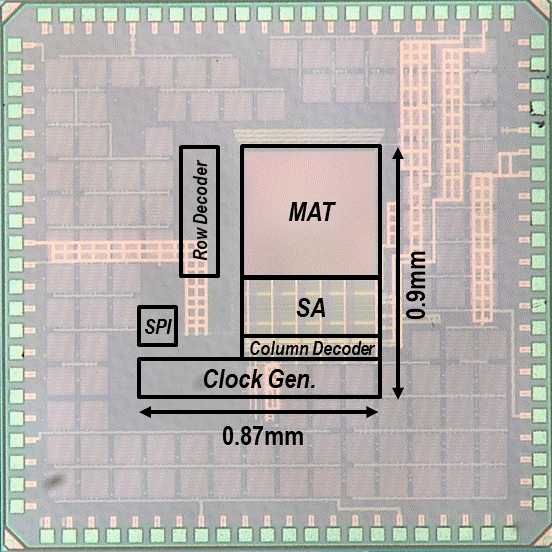 Row Decoder
MAT
SA
SPI
Column Decoder
Clock Gen.
0.9mm
0.87mm